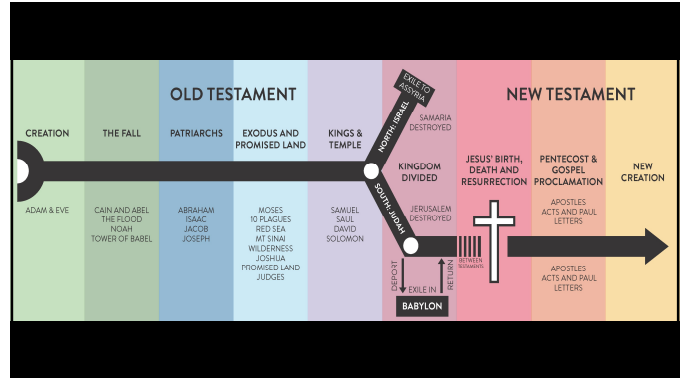 OLD TESTAMENT
NEW TESTAMENT
CREATION
ADAM & EVE
THE FALL
CAIN AND ABEL
THE FLOOD
NOAH
TOWER OF BABEL
PATRIARCHS
ABRAHAM
ISAAC
JACOB
JOSEPH
EXODUS AND
PROMISED LAND
MOSES
10 PLAGUES
RED SEA
MT SINAI
WILDERNESS
JOSHUA
PROMISED LAND
JUDGES
KINGS &
TEMPLE
SAMUEL
SAUL
DAVID
SOLOMON
EXILE TO
ASSYRIA
NORTH: ISRAEL
SAMARIA
DESTROYED
KINGDOM
DIVIDED
SOUTH: JUDAH
JERUSALEM
DESTROYED
DEPORT
EXILE IN
RETURN
BABYLON
BETWEEN
TESTAMENTS
JESUS' BIRTH,
DEATH AND
RESURRECTION
PENTECOST &
GOSPEL
PROCLAMATION
APOSTLES
ACTS AND PAUL
LETTERS
APOSTLES
ACTS AND PAUL
LETTERS
NEW
CREATION